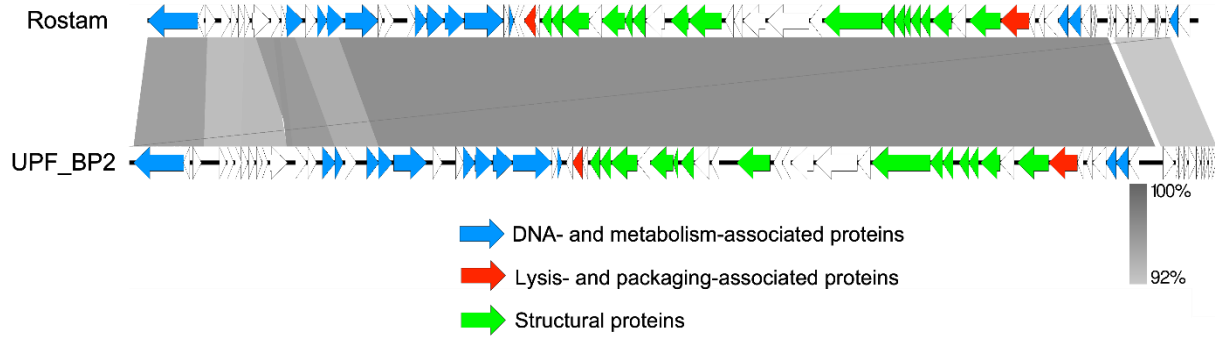 Rostam
UPF_BP2
100%
92%
DNA- and metabolism-associated proteins
Lysis- and packaging-associated proteins
Structural proteins